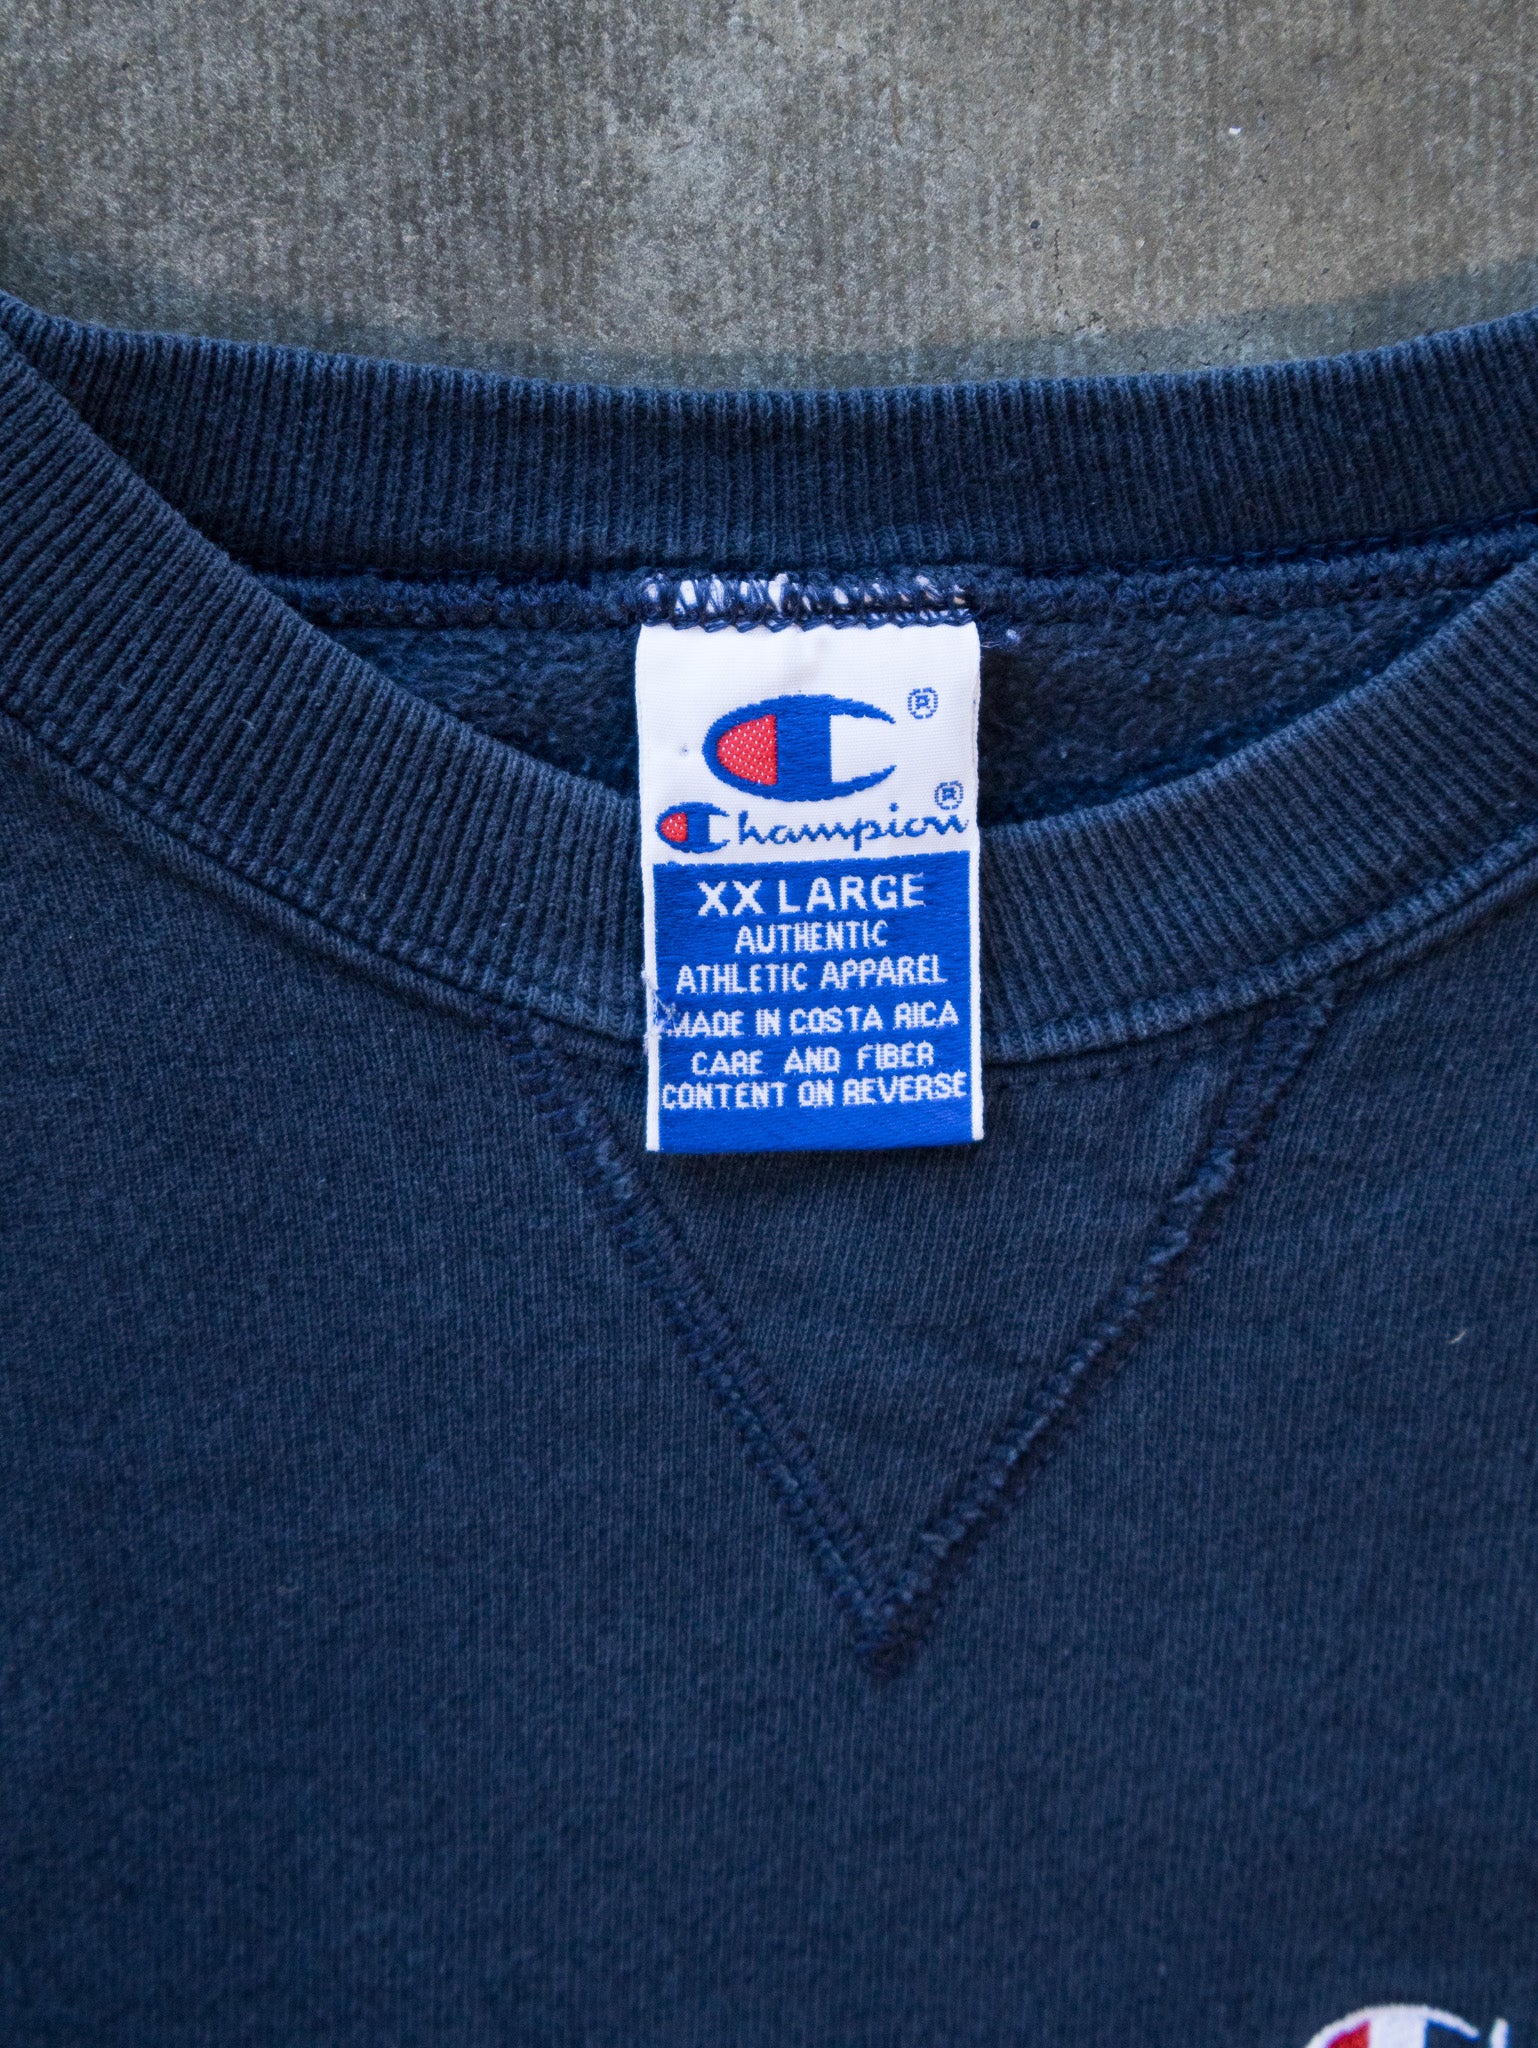 ®
Champion®
XX LARGE
AUTHENTIC
ATHLETIC APPAREL
MADE IN COSTA RICA
CARE AND FIBER
CONTENT ON REVERSE